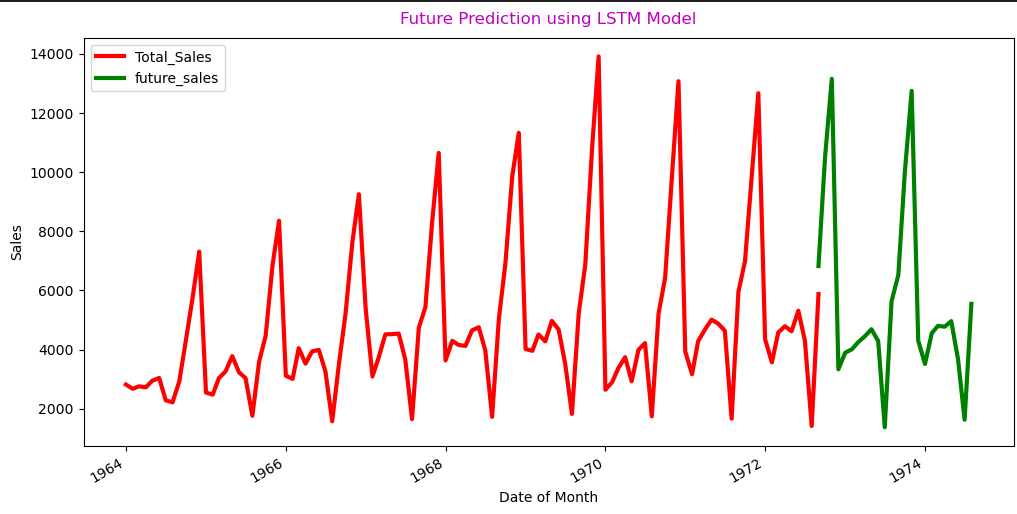 Future Prediction using LSTM Model
Total_Sales
future_sales
14000
12000
10000
8000
6000
4000
2000
Sales
1964
1966
1968
1970
1972
1974
Date of Month